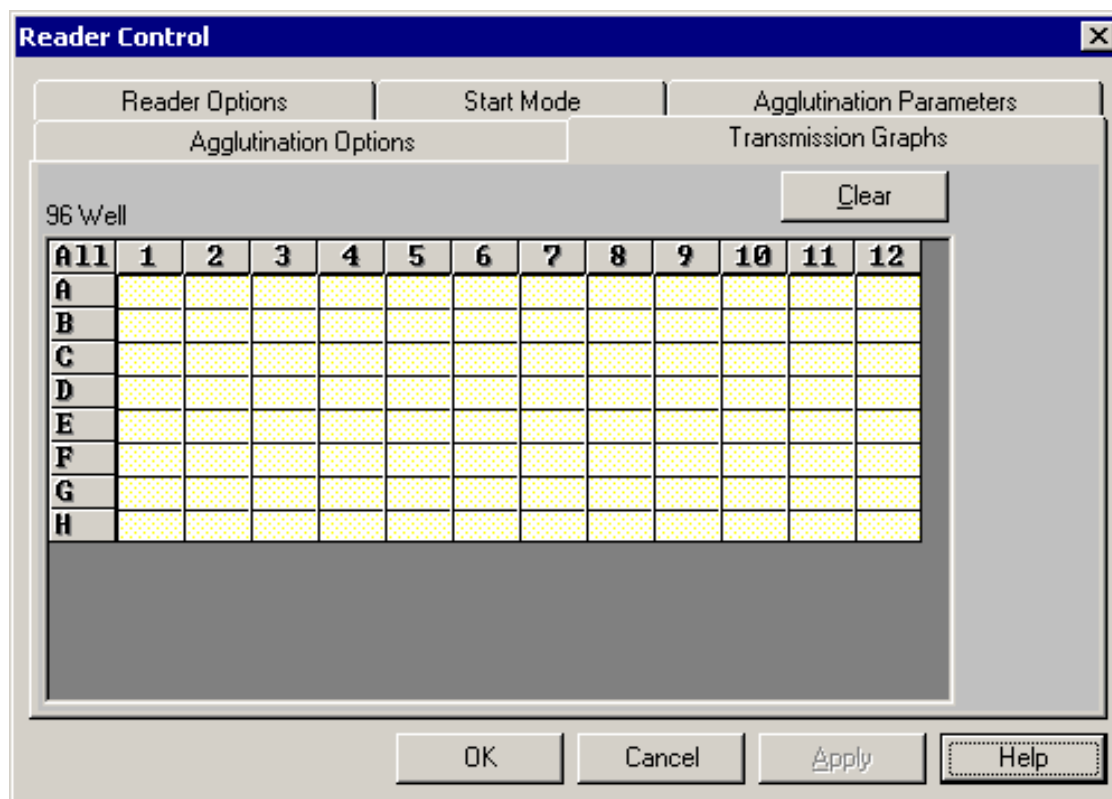 Reader Control
Reader Options Start Mode Agglutination Parameters
Agglutination Options Transmission Graphs
Clear
96 Well
All 1 2 3 4 5 6 7 8 9 10 11 12
A
B
C
D
E
F
G
H
OK Cancel Apply Help